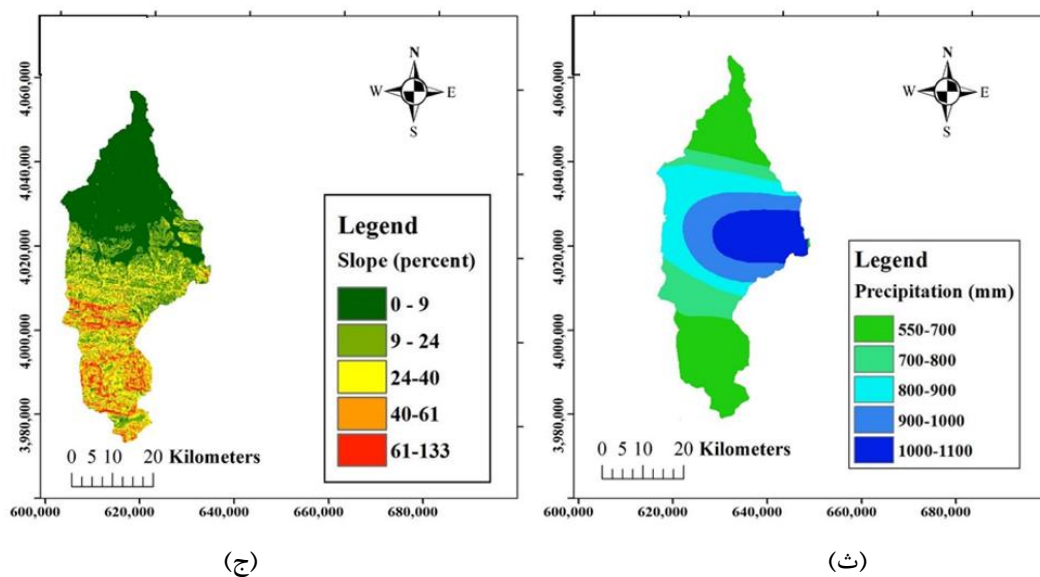 N
W E
S
4,060,000
4,040,000
4,020,000
4,000,000
3,980,000
Legend
Slope (percent)
0 - 9
9 - 24
24-40
40-61
61-133
0 5 10 20 Kilometers
600,000 620,000 640,000 660,000 680,000
(ج)
N
W E
S
4,060,000
4,040,000
4,020,000
4,000,000
3,980,000
Legend
Precipitation (mm)
550-700
700-800
800-900
900-1000
1000-1100
0 5 10 20 Kilometers
600,000 620,000 640,000 660,000 680,000
(ث)